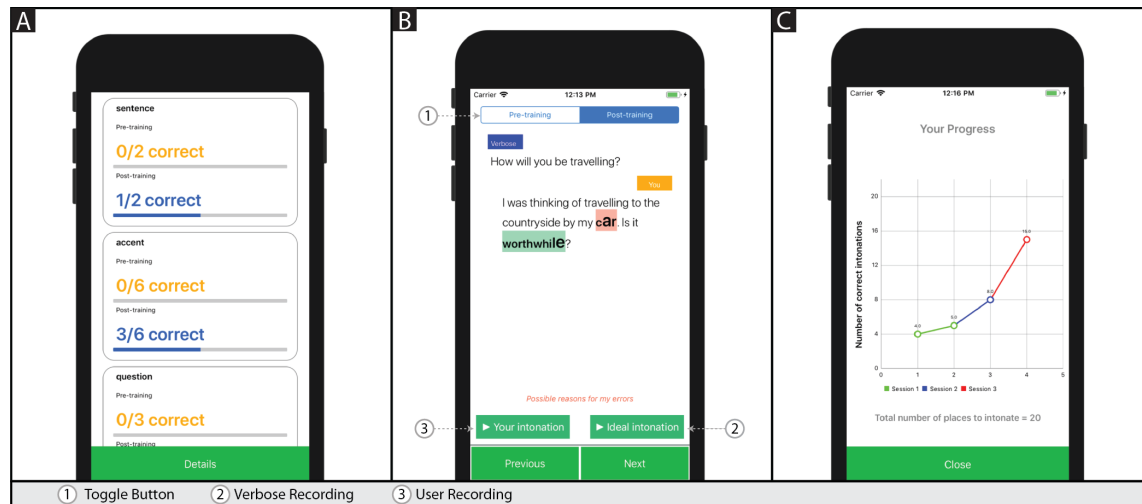 A
sentence
Pre-training
0/2 correct
Post-training
1/2 correct
accent
Pre-training
0/6 correct
Post-training
3/6 correct
question
Pre-training
0/3 correct
Post-training
Details
B
Carrier 12:13 PM
1
Pre-training Post-training
Verbose
How will you be travelling?
You
I was thinking of travelling to the
countryside by my car. Is it
worthwhile?
Possible reasons for my errors
3 ▶ Your intonation ▶ Ideal intonation 2
Previous Next
C
Carrier 12:16 PM
Your Progress
Number of correct intonations
20
16
12
8
4
0
4.0
5.0
8.0
15.0
0 1 2 3 4 5
Session 1 Session 2 Session 3
Total number of places to intonate = 20
Close
1 Toggle Button 2 Verbose Recording 3 User Recording